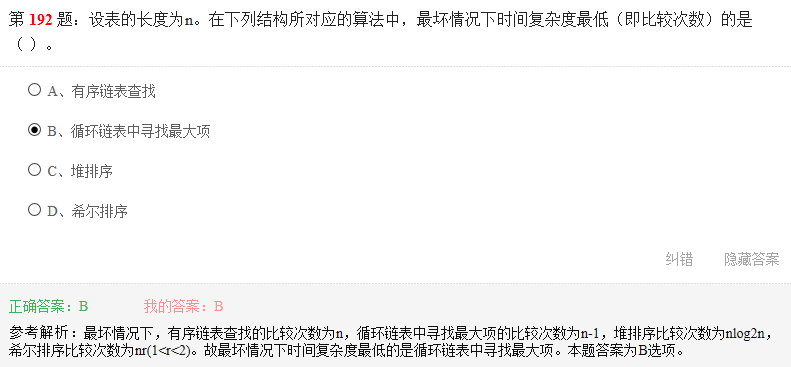 第 192 题：设表的长度为n。在下列结构所对应的算法中，最坏情况下时间复杂度最低（即比较次数）的是
（ ）。
A、有序链表查找
B、循环链表中寻找最大项
C、堆排序
D、希尔排序
纠错 隐藏答案
正确答案：B 我的答案：B
参考解析：最坏情况下，有序链表查找的比较次数为n，循环链表中寻找最大项的比较次数为n-1，堆排序比较次数为nlog2n，
希尔排序比较次数为nr(1<r<2)。故最坏情况下时间复杂度最低的是循环链表中寻找最大项。本题答案为B选项。